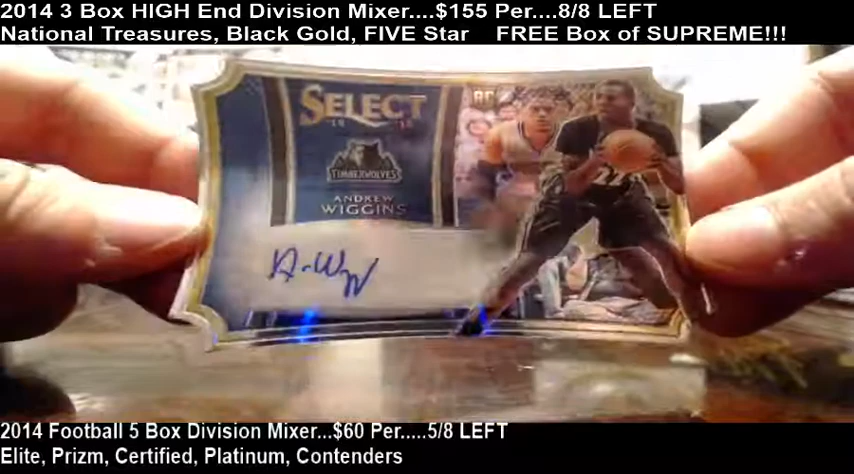 2014 3 Box HIGH End Division Mixer....$155 Per....8/8 LEFT
National Treasures, Black Gold, FIVE Star FREE Box of SUPREME!!!
SELECT
RC
TIMBERWOLVES
ANDREW
WIGGINS
22
2014 Football 5 Box Division Mixer...$60 Per.....5/8 LEFT
Elite, Prizm, Certified, Platinum, Contenders